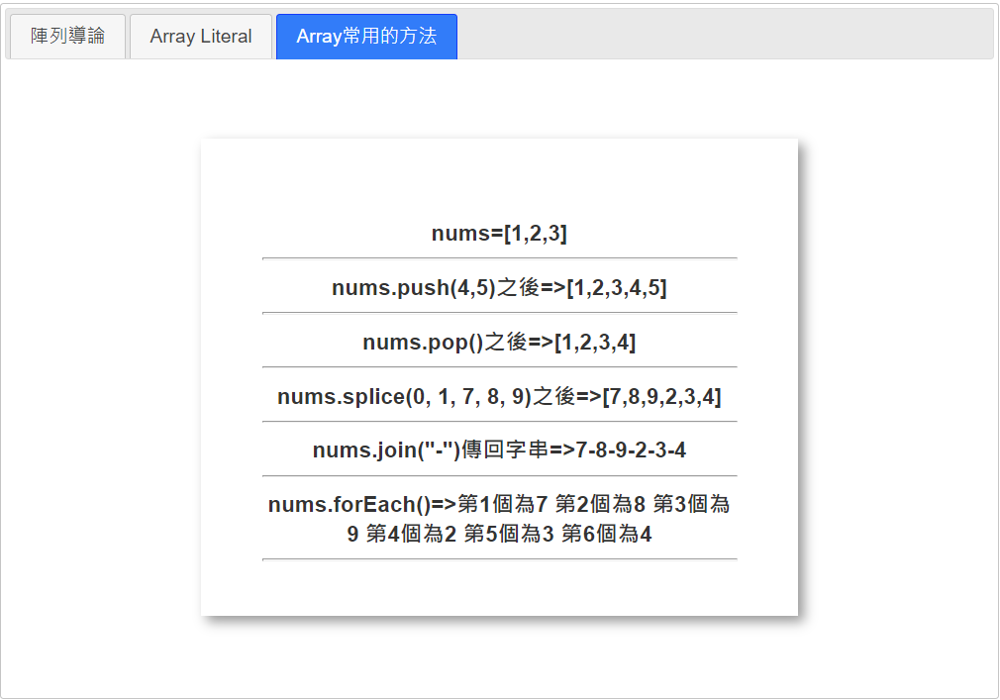 陣列導論
Array Literal
Array常用的方法
nums=[1,2,3]
nums.push(4,5)之後=>[1,2,3,4,5]
nums.pop()之後=>[1,2,3,4]
nums.splice(0, 1, 7, 8, 9)之後=>[7,8,9,2,3,4]
nums.join("-")傳回字串=>7-8-9-2-3-4
nums.forEach()=>第1個為7 第2個為8 第3個為
9 第4個為2 第5個為3 第6個為4